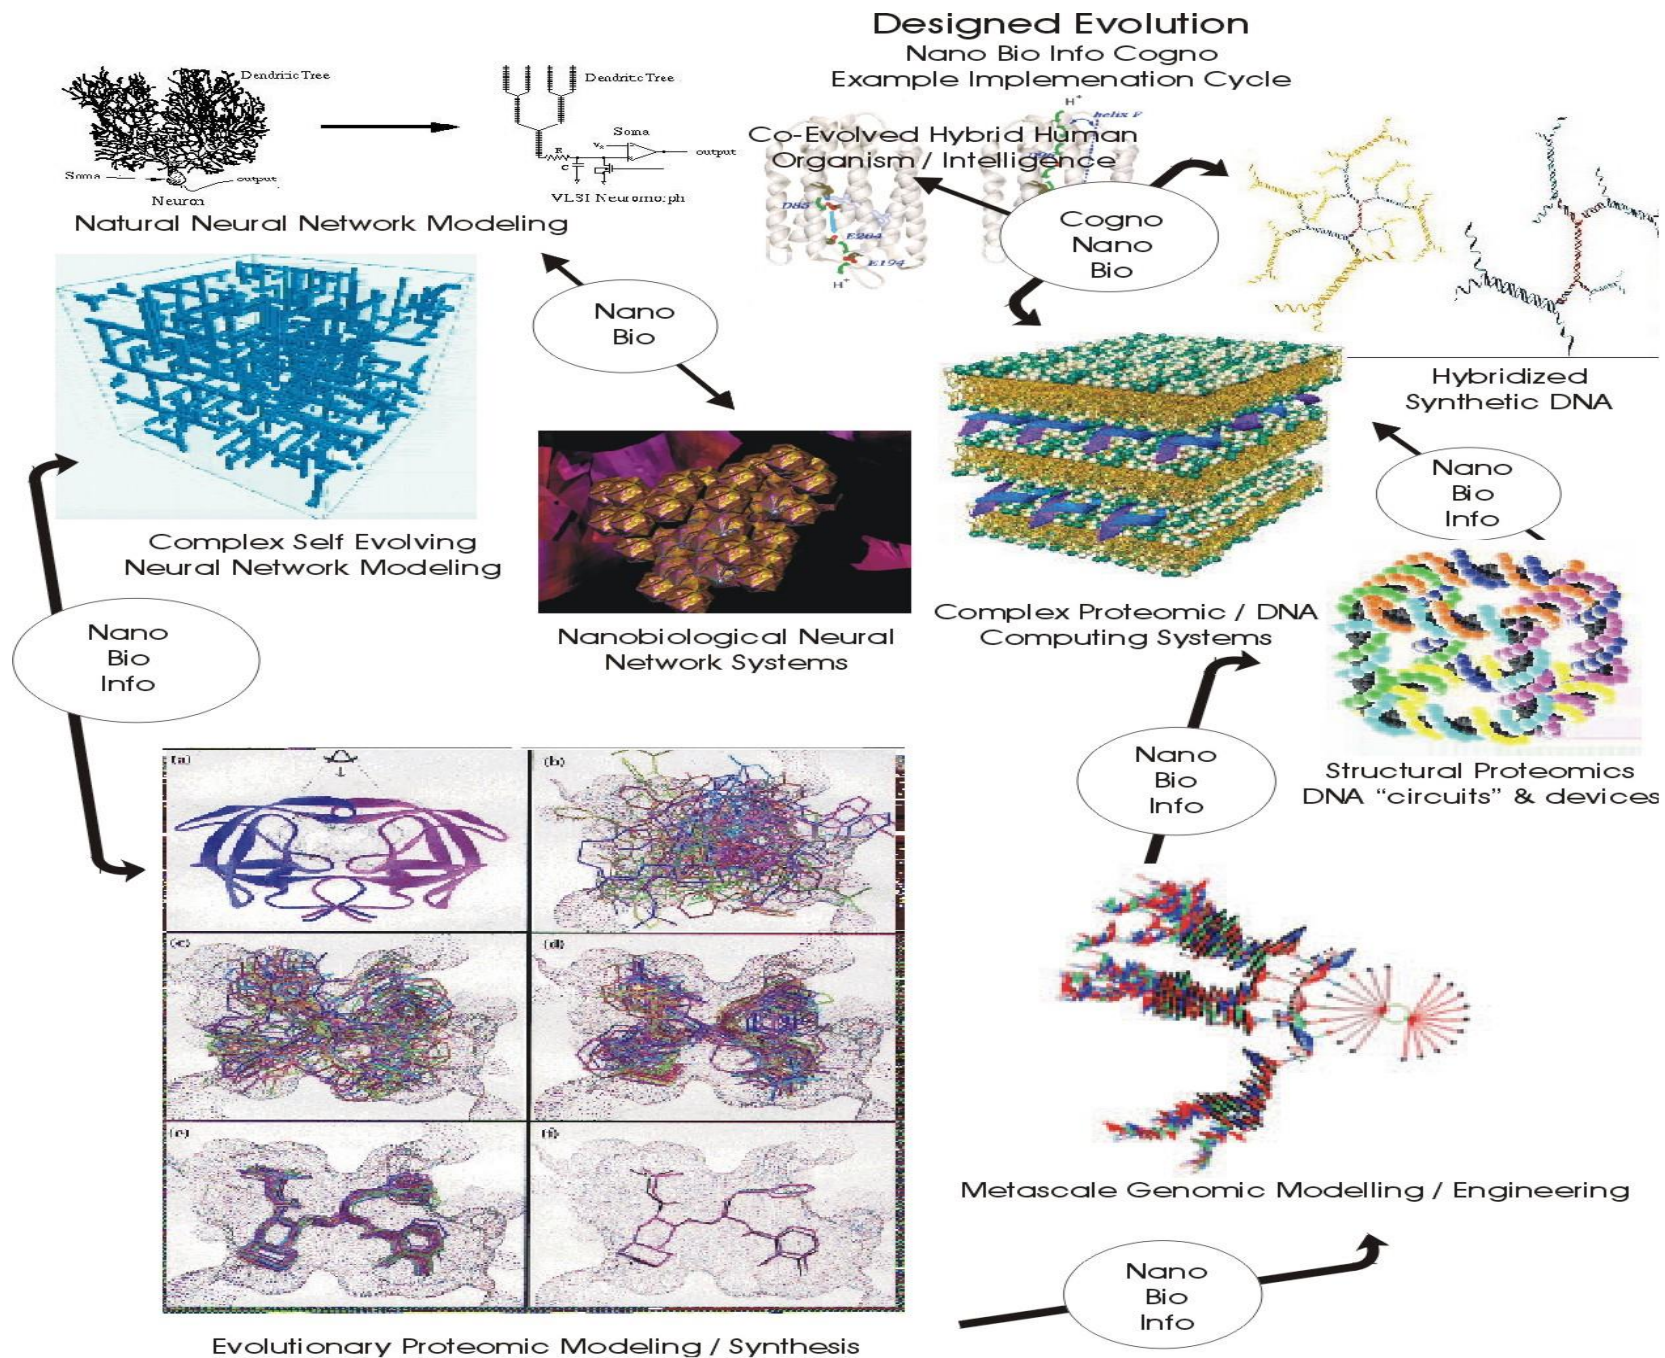 Designed Evolution
Nano Bio Info Cogno
Example Implemenation Cycle
Dendritic Tree
Soma
output
Neuron
Dendritic Tree
Soma
R
C
output
VLSI Neuromorph
Natural Neural Network Modeling
Co-Evolved Hybrid Human
Organism / Intelligence
H+
helix F
D85
E204
E194
H+
Cogno
Nano
Bio
Nano
Bio
Hybridized
Synthetic DNA
Nano
Bio
Info
Complex Self Evolving
Neural Network Modeling
Nano
Bio
Info
Nanobiological Neural
Network Systems
Complex Proteomic / DNA
Computing Systems
Structural Proteomics
DNA “circuits” & devices
Nano
Bio
Info
(a)
(b)
(c)
(d)
(e)
(f)
Metascale Genomic Modelling / Engineering
Nano
Bio
Info
Evolutionary Proteomic Modeling / Synthesis